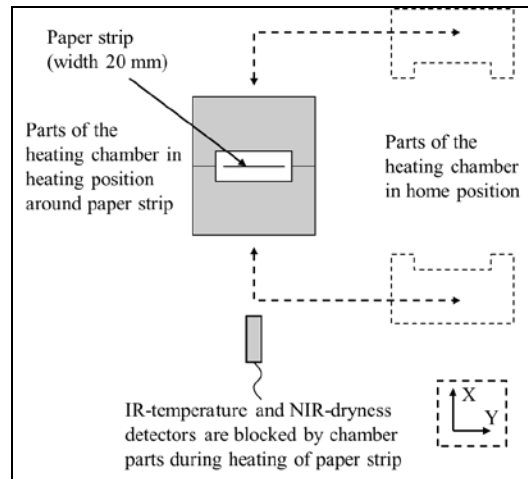 Paper strip
(width 20 mm)
Parts of the
heating chamber in
heating position
around paper strip
Parts of the
heating chamber
in home position
IR-temperature and NIR-dryness
detectors are blocked by chamber
parts during heating of paper strip
X
Y